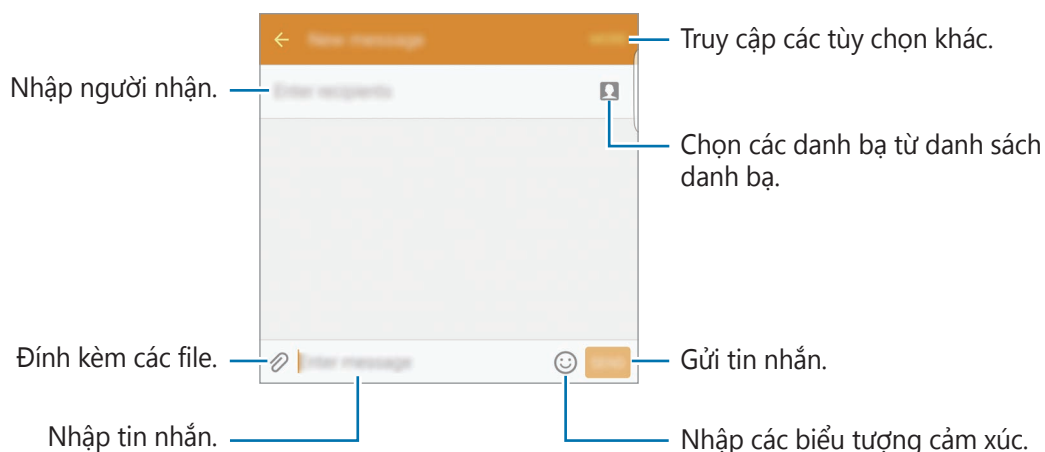 Truy cập các tùy chọn khác.
Nhập người nhận.
Chọn các danh bạ từ danh sách
danh bạ.
Đính kèm các file.
Gửi tin nhắn.
Nhập tin nhắn.
Nhập các biểu tượng cảm xúc.